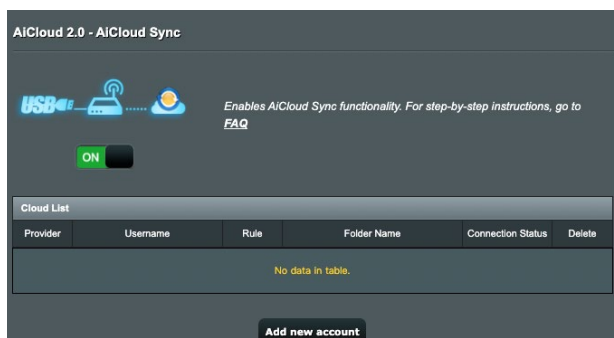 AiCloud 2.0 - AiCloud Sync
USB
Enables AiCloud Sync functionality. For step-by-step instructions, go to
FAQ
ON
Cloud List
Provider Username Rule Folder Name Connection Status Delete
No data in table.
Add new account